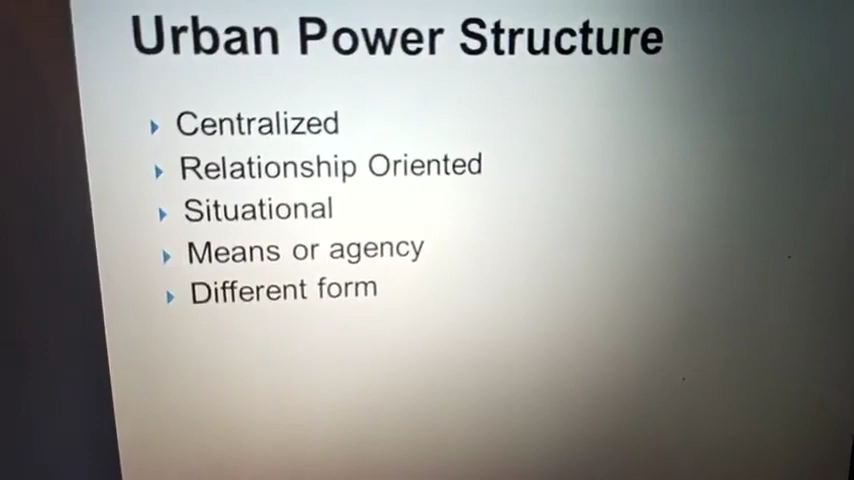 Urban Power Structure
Centralized
Relationship Oriented
Situational
Means or agency
Different form